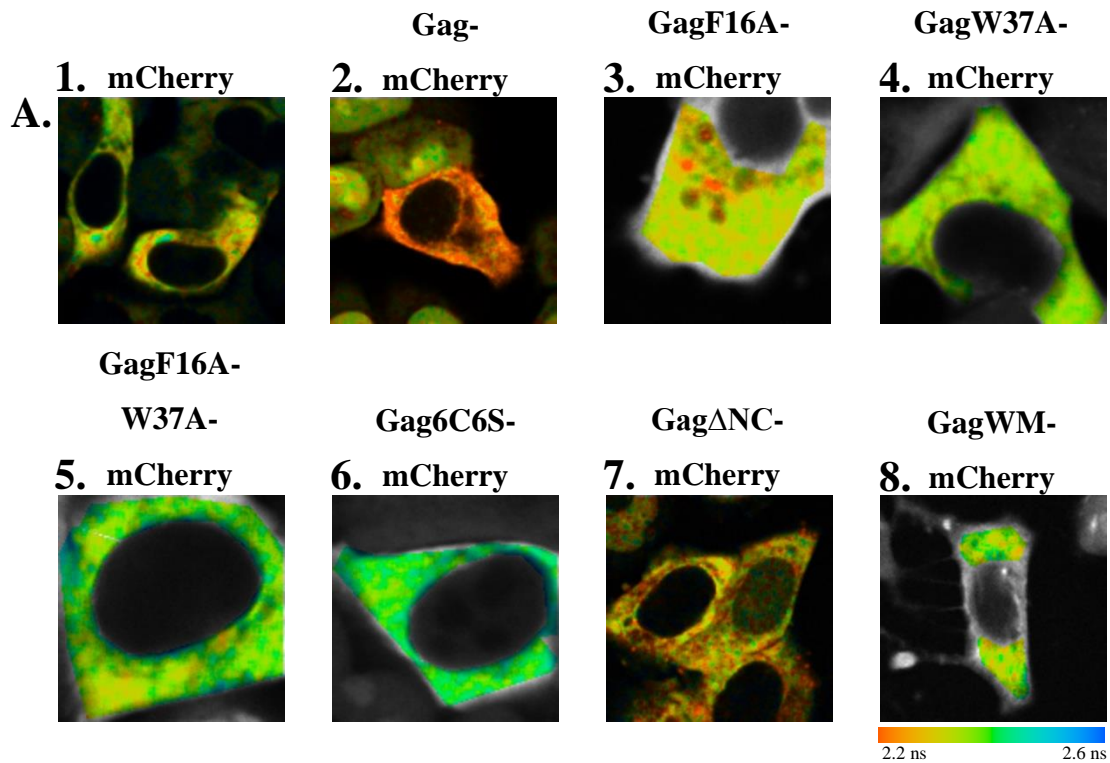 Gag- GagF16A- GagW37A-
1. mCherry 2. mCherry 3. mCherry 4. mCherry
A.
GagF16A-
W37A- Gag6C6S- GagΔNC- GagWM-
5. mCherry 6. mCherry 7. mCherry 8. mCherry
2.2 ns 2.6 ns